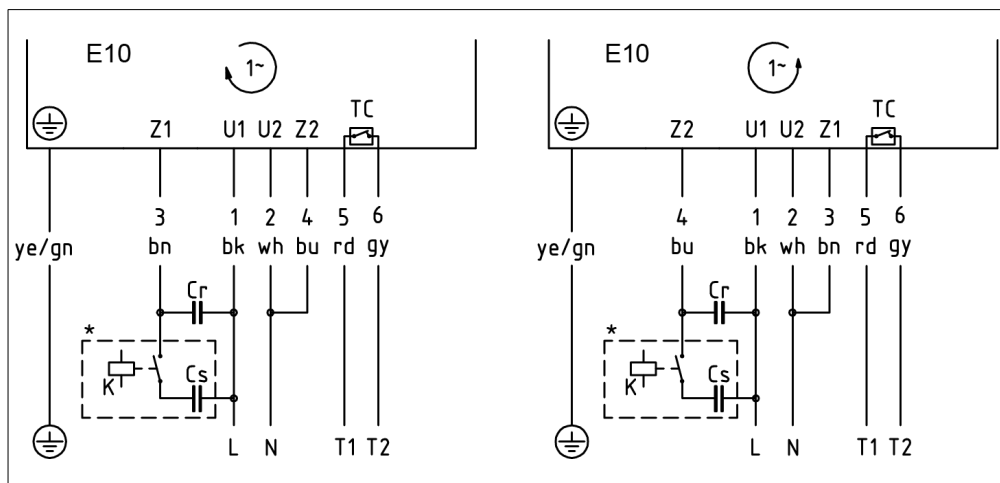 E10
1~
TC
Z1 U1 U2 Z2
3 1 2 4 5 6
ye/gn bn bk wh bu rd gy
Cr
*
K
Cs
L N T1 T2
E10
1~
TC
Z2 U1 U2 Z1
4 1 2 3 5 6
ye/gn bu bk wh bn rd gy
Cr
*
K
Cs
L N T1 T2